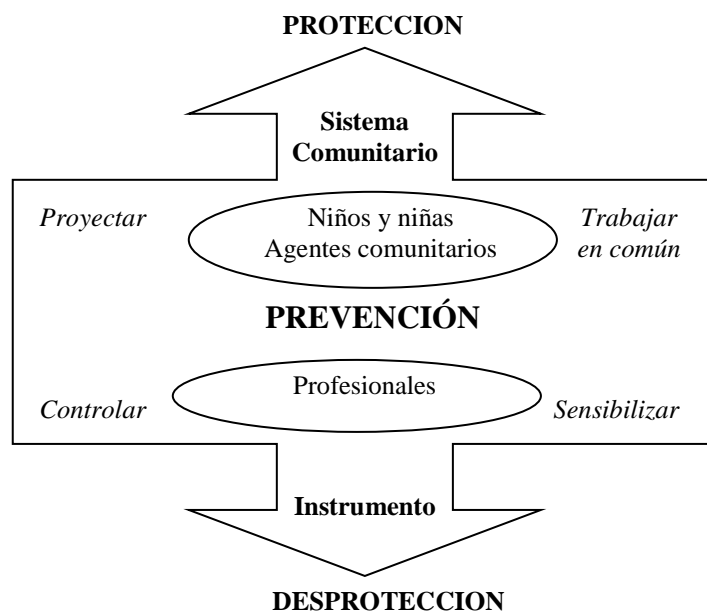 PROTECCION
Sistema
Comunitario
Proyectar
Niños y niñas
Agentes comunitarios
Trabajar
en común
PREVENCIÓN
Profesionales
Controlar
Sensibilizar
Instrumento
DESPROTECCION